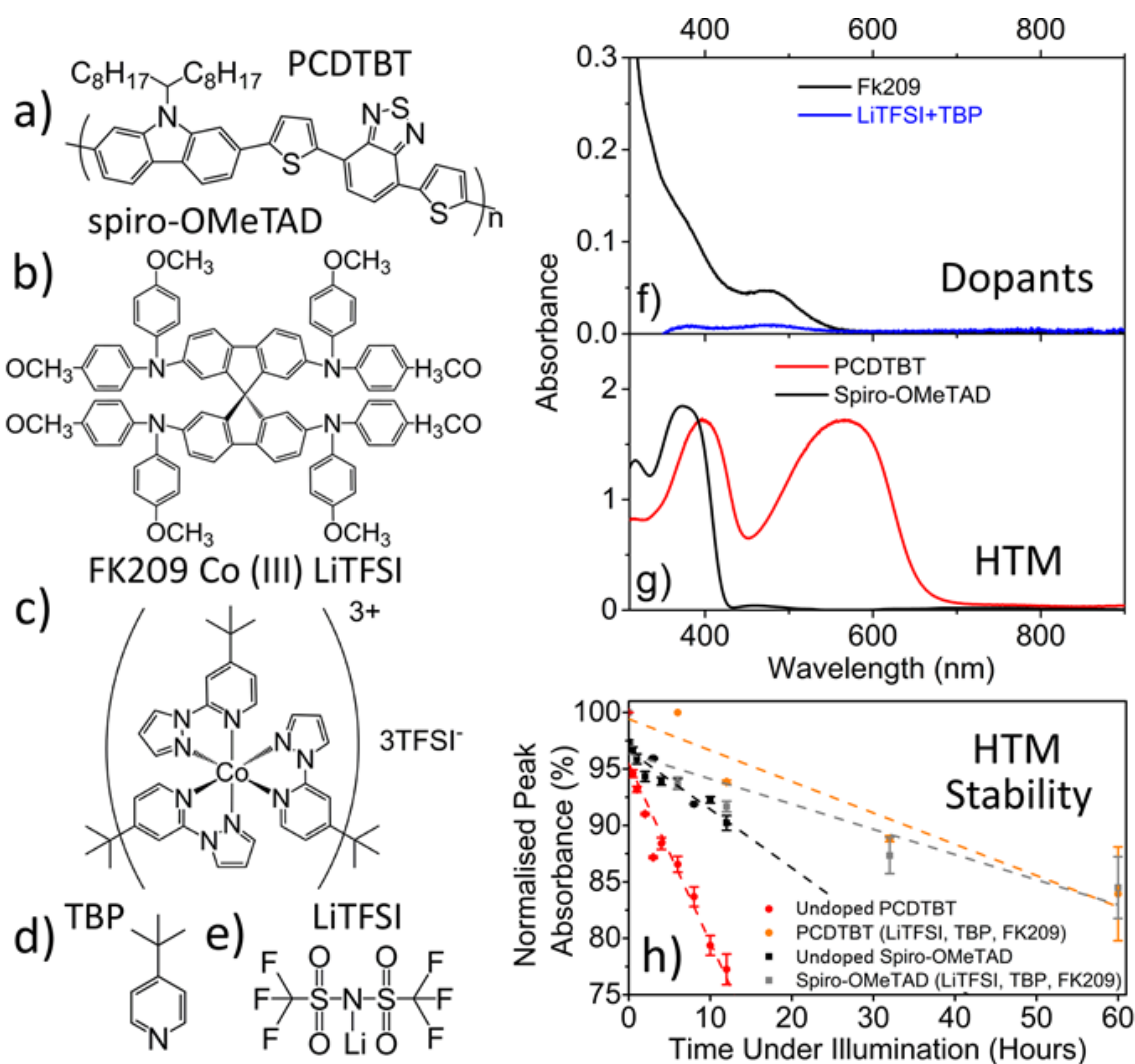 a)
PCDTBT
C₈H₁₇ C₈H₁₇
N
S
N S N
S
n
spiro-OMeTAD
b)
OCH₃ OCH₃
N N
OCH₃ H₃CO
OCH₃ H₃CO
N N
OCH₃ OCH₃
FK209 Co (III) LiTFSI
c)
3+
N N N
N N
Co
N N
N N
3TFSI⁻
d)
TBP
N
e)
LiTFSI
F O O F
F S N S F
F O Li O F
400 600 800
0.3
0.2
0.1
0.0
Fk209
LiTFSI+TBP
f)
Dopants
Absorbance
2
1
0
PCDTBT
Spiro-OMeTAD
g)
HTM
400 600 800
Wavelength (nm)
100
95
90
85
80
75
Normalised Peak
Absorbance (%)
HTM
Stability
Undoped PCDTBT
PCDTBT (LiTFSI, TBP, FK209)
Undoped Spiro-OMeTAD
Spiro-OMeTAD (LiTFSI, TBP, FK209)
h)
0 10 20 30 40 50 60
Time Under Illumination (Hours)